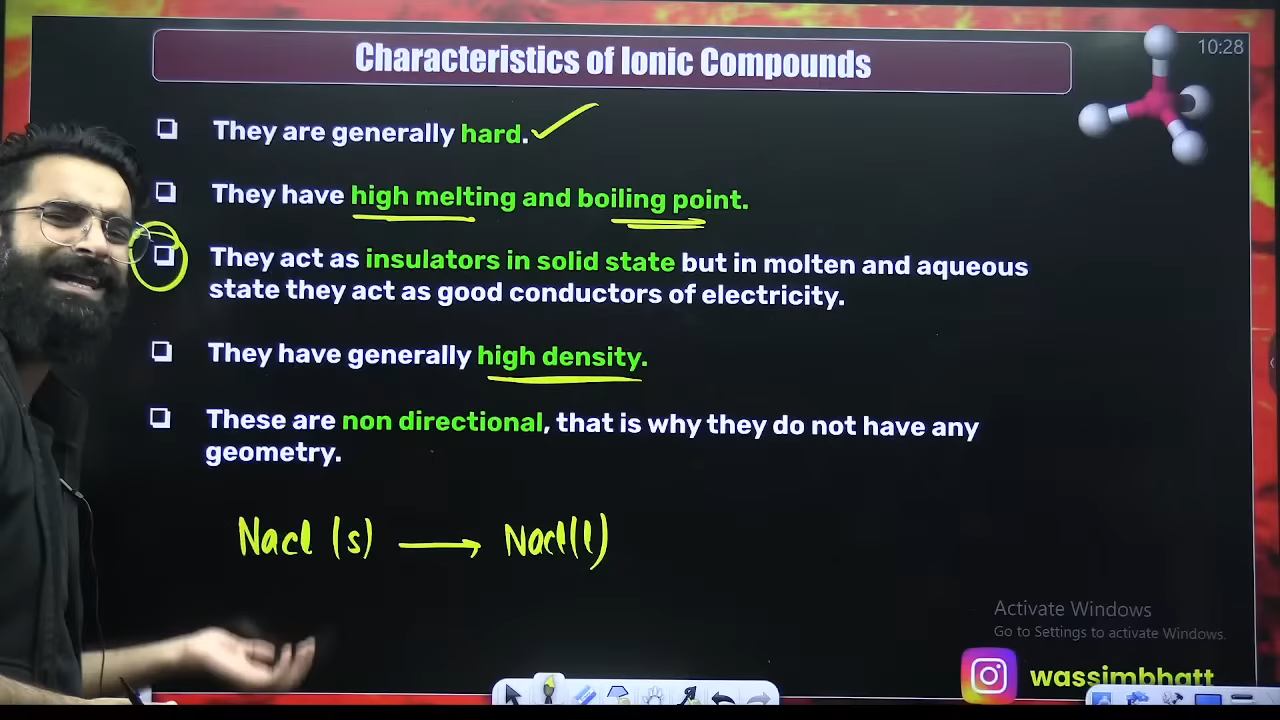 Characteristics of Ionic Compounds
10:28
They are generally hard.
They have high melting and boiling point.
They act as insulators in solid state but in molten and aqueous
state they act as good conductors of electricity.
They have generally high density.
These are non directional, that is why they do not have any
geometry.
Nacl (s) → Nacl(l)
Activate Windows
Go to Settings to activate Windows.
wassimbhatt